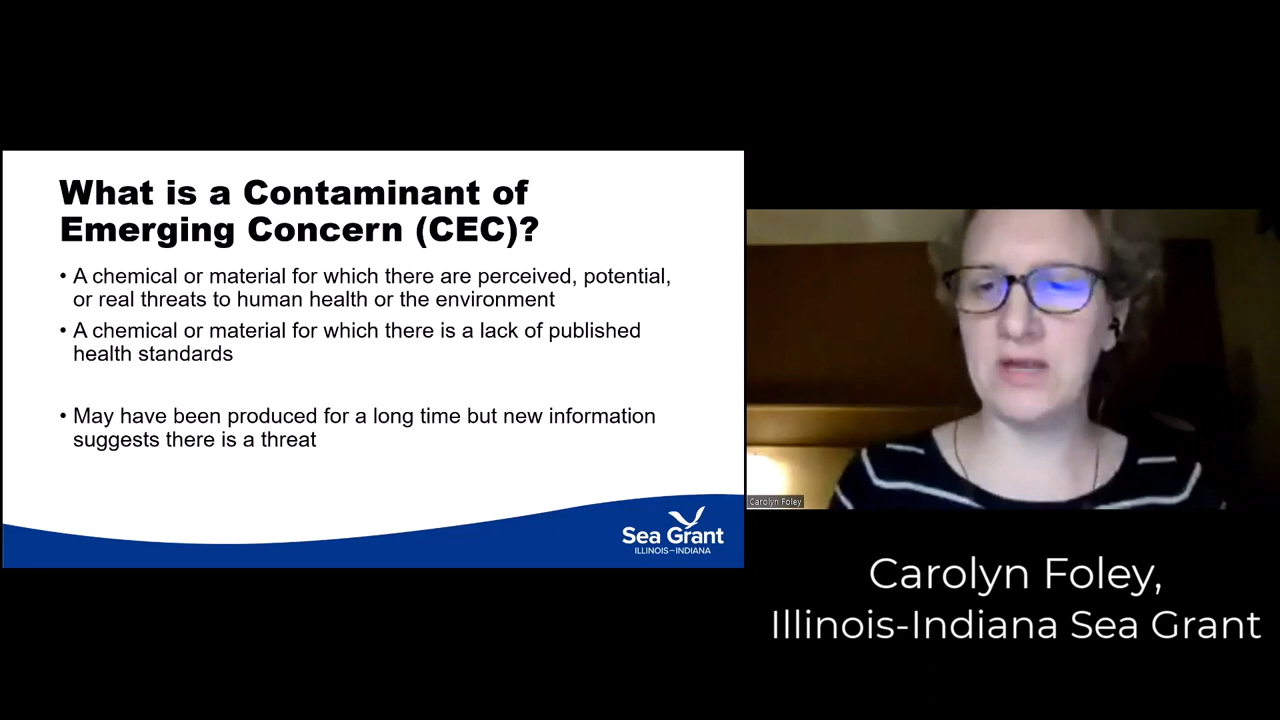 What is a Contaminant of
Emerging Concern (CEC)?
• A chemical or material for which there are perceived, potential,
or real threats to human health or the environment
• A chemical or material for which there is a lack of published
health standards
• May have been produced for a long time but new information
suggests there is a threat
Sea Grant
ILLINOIS–INDIANA
Carolyn Foley
Carolyn Foley,
Illinois-Indiana Sea Grant